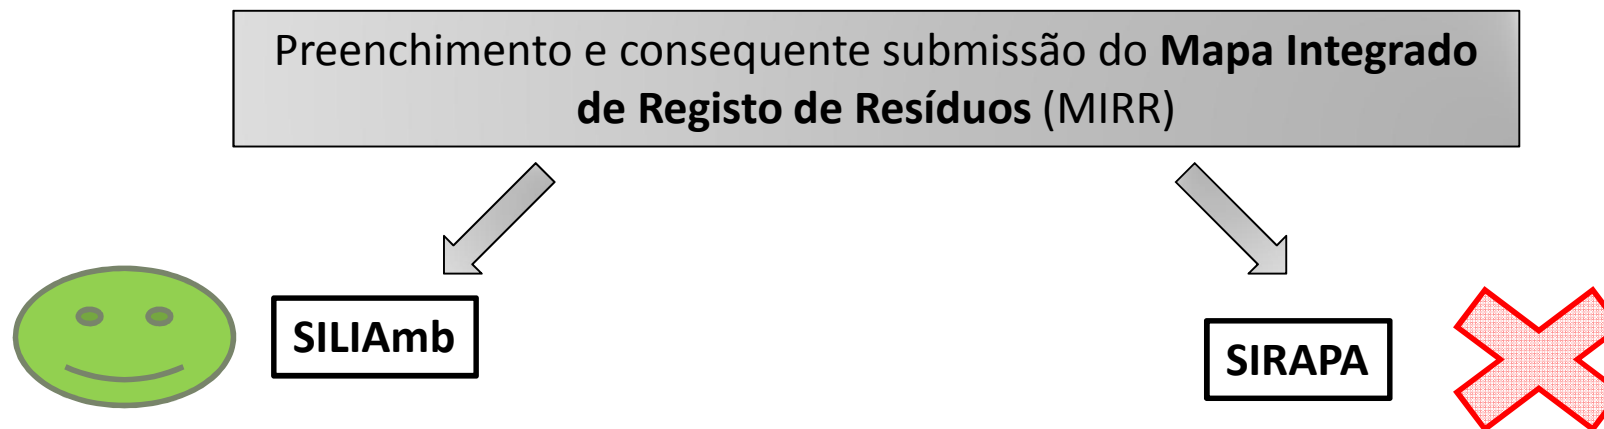 Preenchimento e consequente submissão do Mapa Integrado
de Registo de Resíduos (MIRR)
SILIAmb
SIRAPA